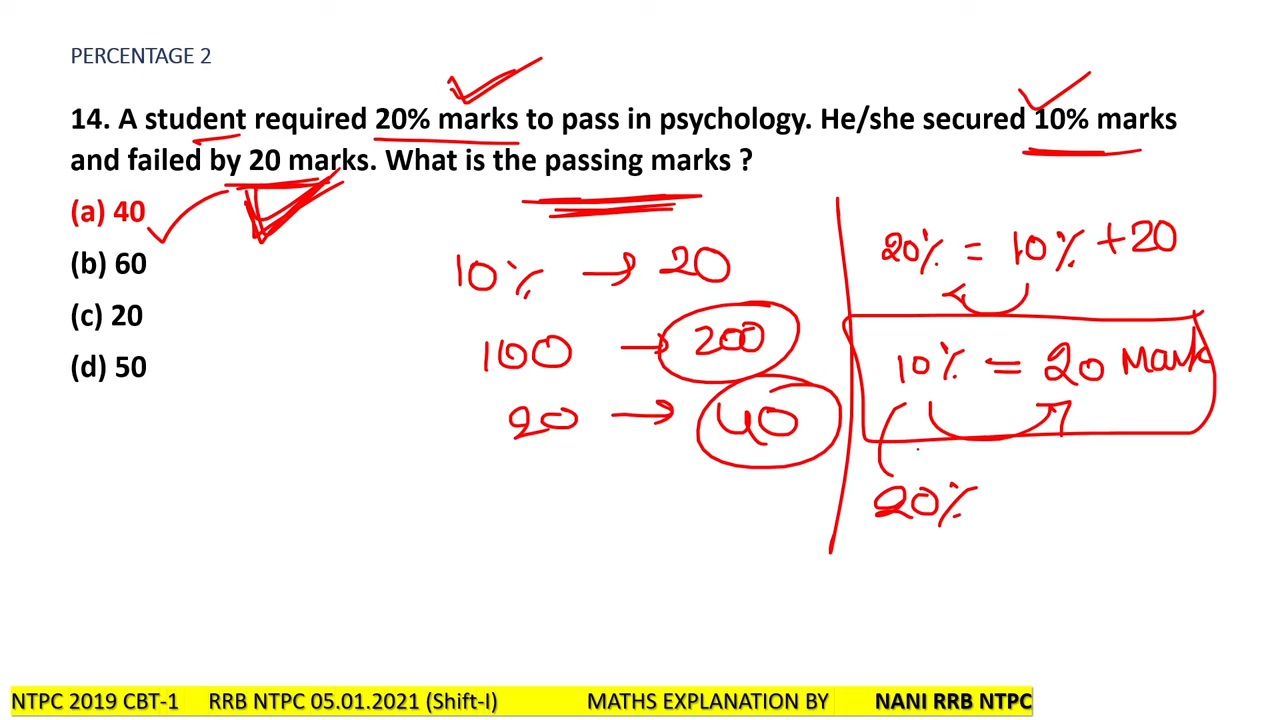 PERCENTAGE 2
14. A student required 20% marks to pass in psychology. He/she secured 10% marks
and failed by 20 marks. What is the passing marks ?
(a) 40
(b) 60
(c) 20
(d) 50
10% → 20
100 → 200
20 → 40
20% = 10% + 20
10% = 20 Mark
20%
NTPC 2019 CBT-1 RRB NTPC 05.01.2021 (Shift-I) MATHS EXPLANATION BY NANI RRB NTPC